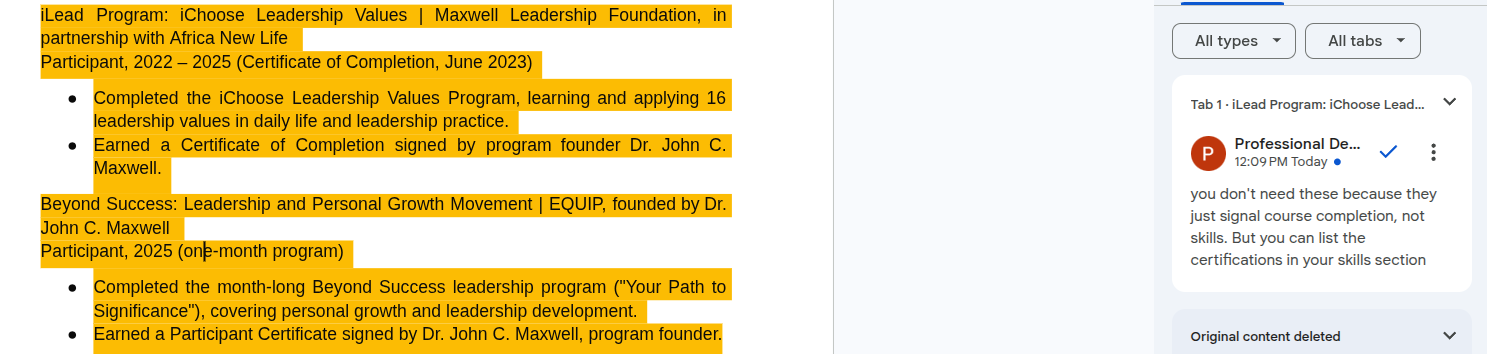 iLead Program: iChoose Leadership Values | Maxwell Leadership Foundation, in
partnership with Africa New Life
Participant, 2022 – 2025 (Certificate of Completion, June 2023)
● Completed the iChoose Leadership Values Program, learning and applying 16
leadership values in daily life and leadership practice.
● Earned a Certificate of Completion signed by program founder Dr. John C.
Maxwell.
Beyond Success: Leadership and Personal Growth Movement | EQUIP, founded by Dr.
John C. Maxwell
Participant, 2025 (one-month program)
● Completed the month-long Beyond Success leadership program ("Your Path to
Significance"), covering personal growth and leadership development.
● Earned a Participant Certificate signed by Dr. John C. Maxwell, program founder.
All types
All tabs
Tab 1 · iLead Program: iChoose Lead...
P
Professional De...
12:09 PM Today
you don't need these because they
just signal course completion, not
skills. But you can list the
certifications in your skills section
Original content deleted